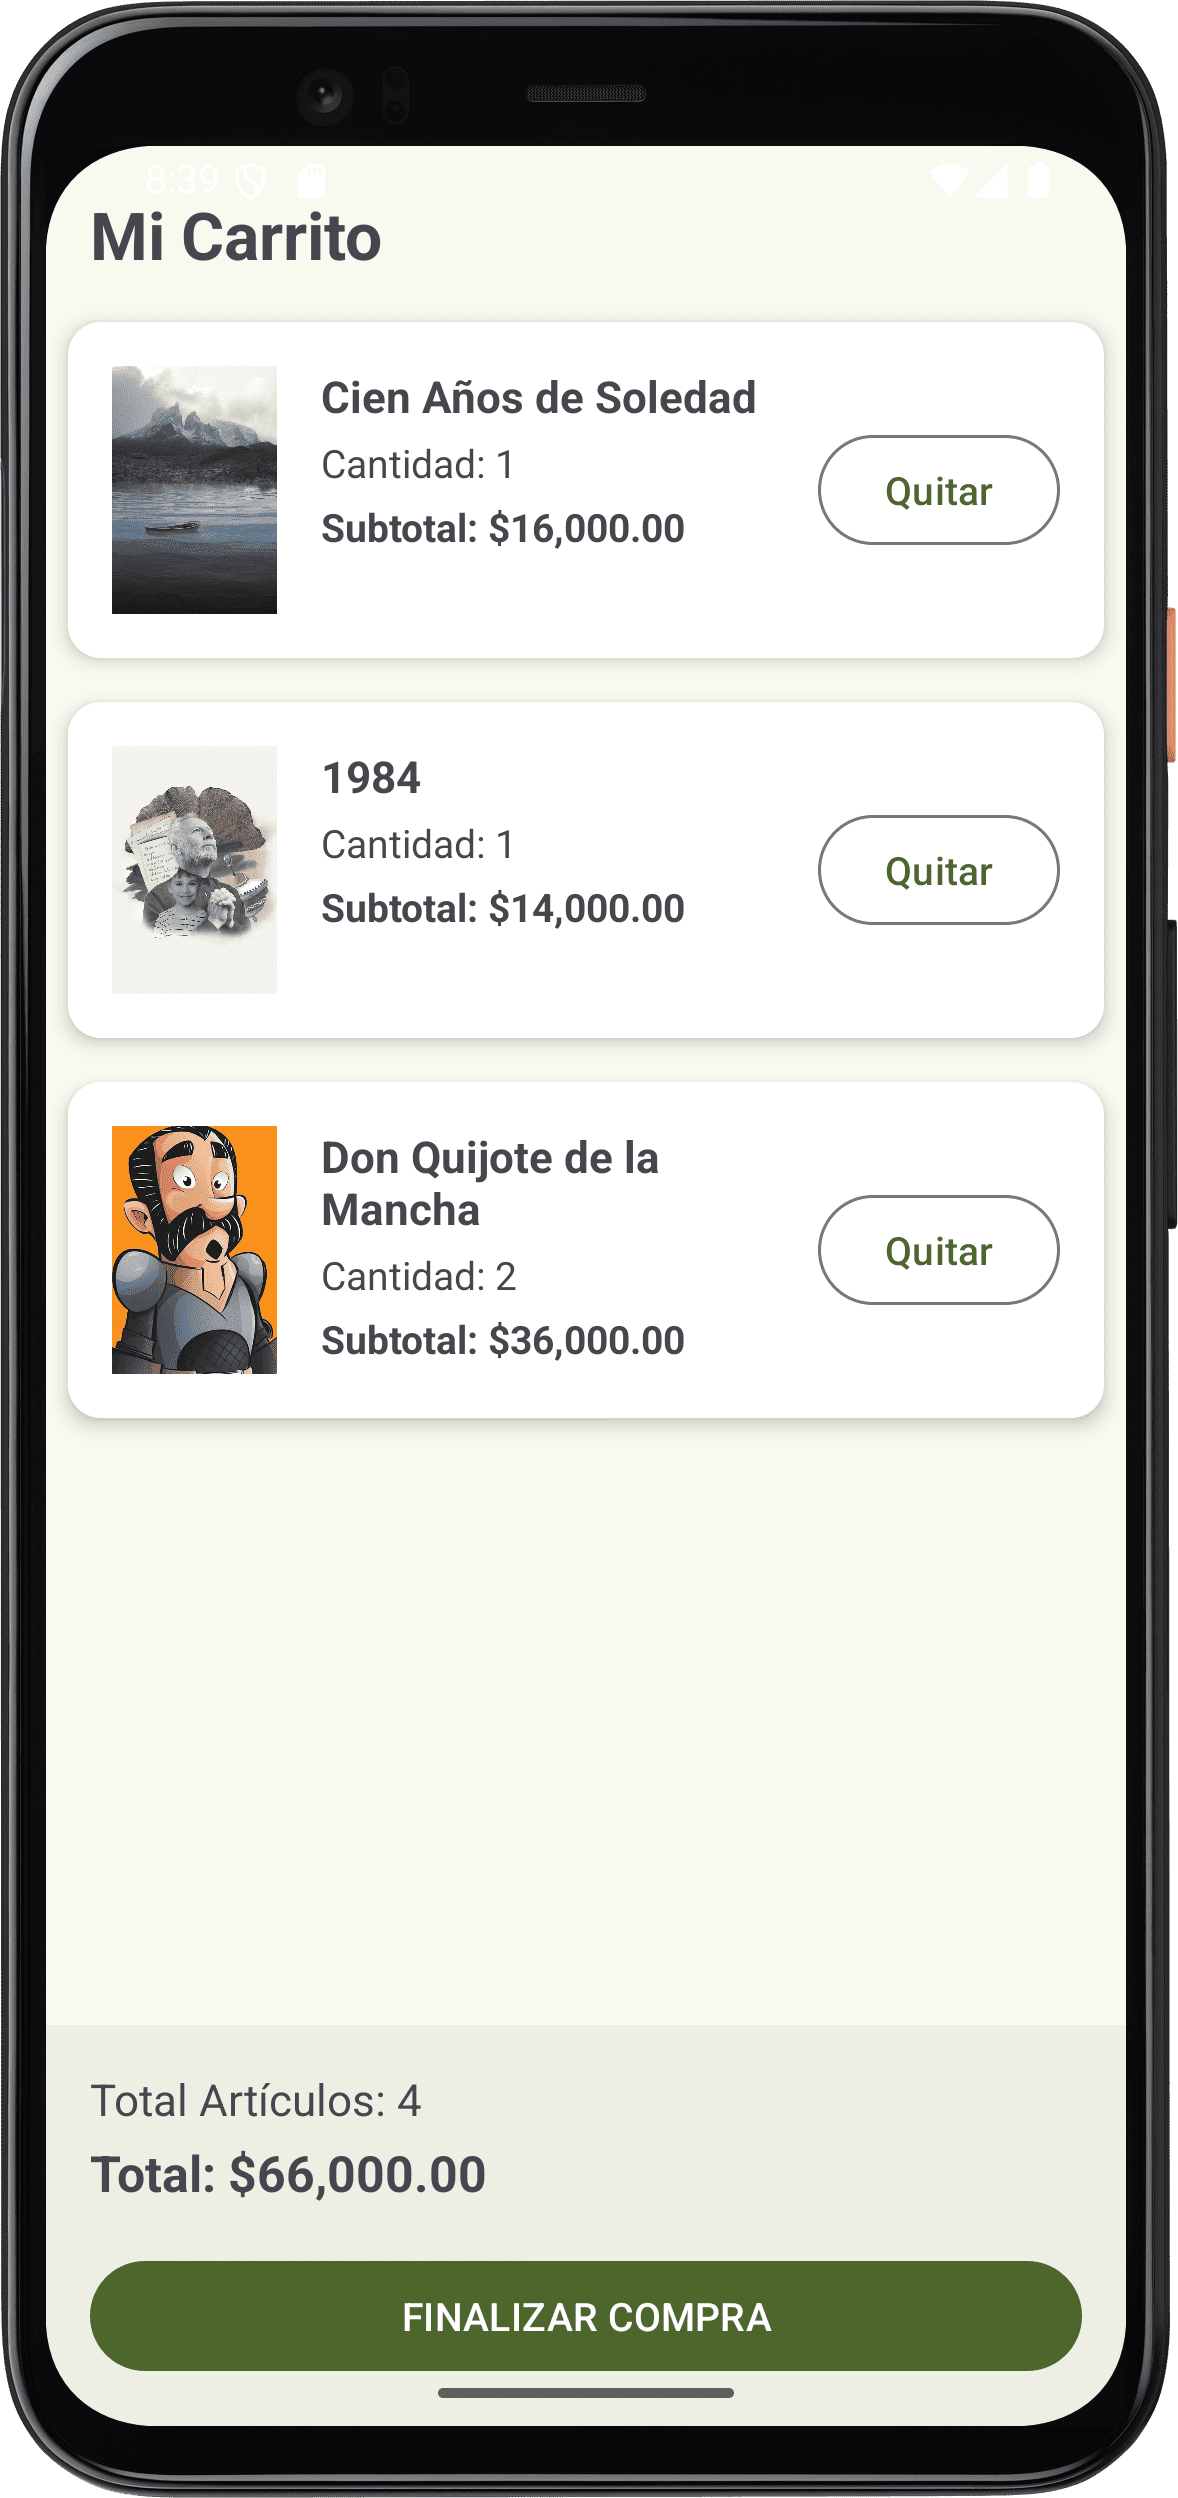 8:39
Mi Carrito
Cien Años de Soledad
Cantidad: 1
Subtotal: $16,000.00
Quitar
1984
Cantidad: 1
Subtotal: $14,000.00
Quitar
Don Quijote de la
Mancha
Cantidad: 2
Subtotal: $36,000.00
Quitar
Total Artículos: 4
Total: $66,000.00
FINALIZAR COMPRA